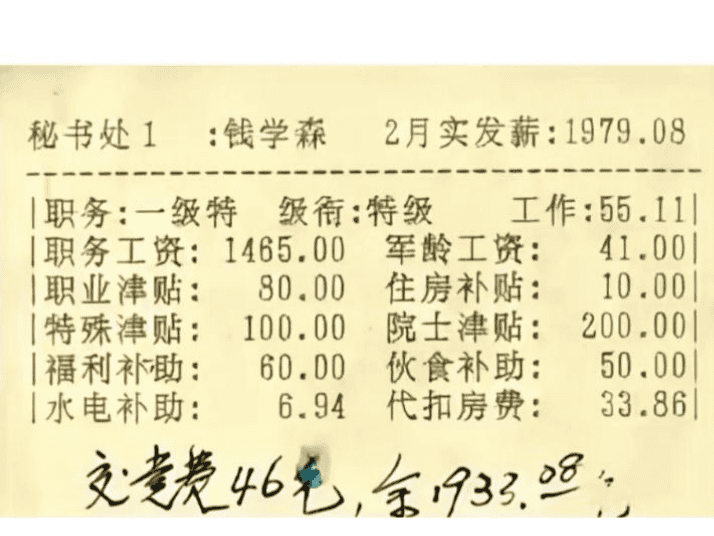 秘书处1 :钱学森 2月实发薪:1979.08
|职务:一级特 级衔:特级 工作:55.11|
|职务工资: 1465.00 军龄工资: 41.00|
|职业津贴: 80.00 住房补贴: 10.00|
|特殊津贴: 100.00 院士津贴: 200.00|
|福利补助: 60.00 伙食补助: 50.00|
|水电补助: 6.94 代扣房费: 33.86|
交党费46元,余1933.08元